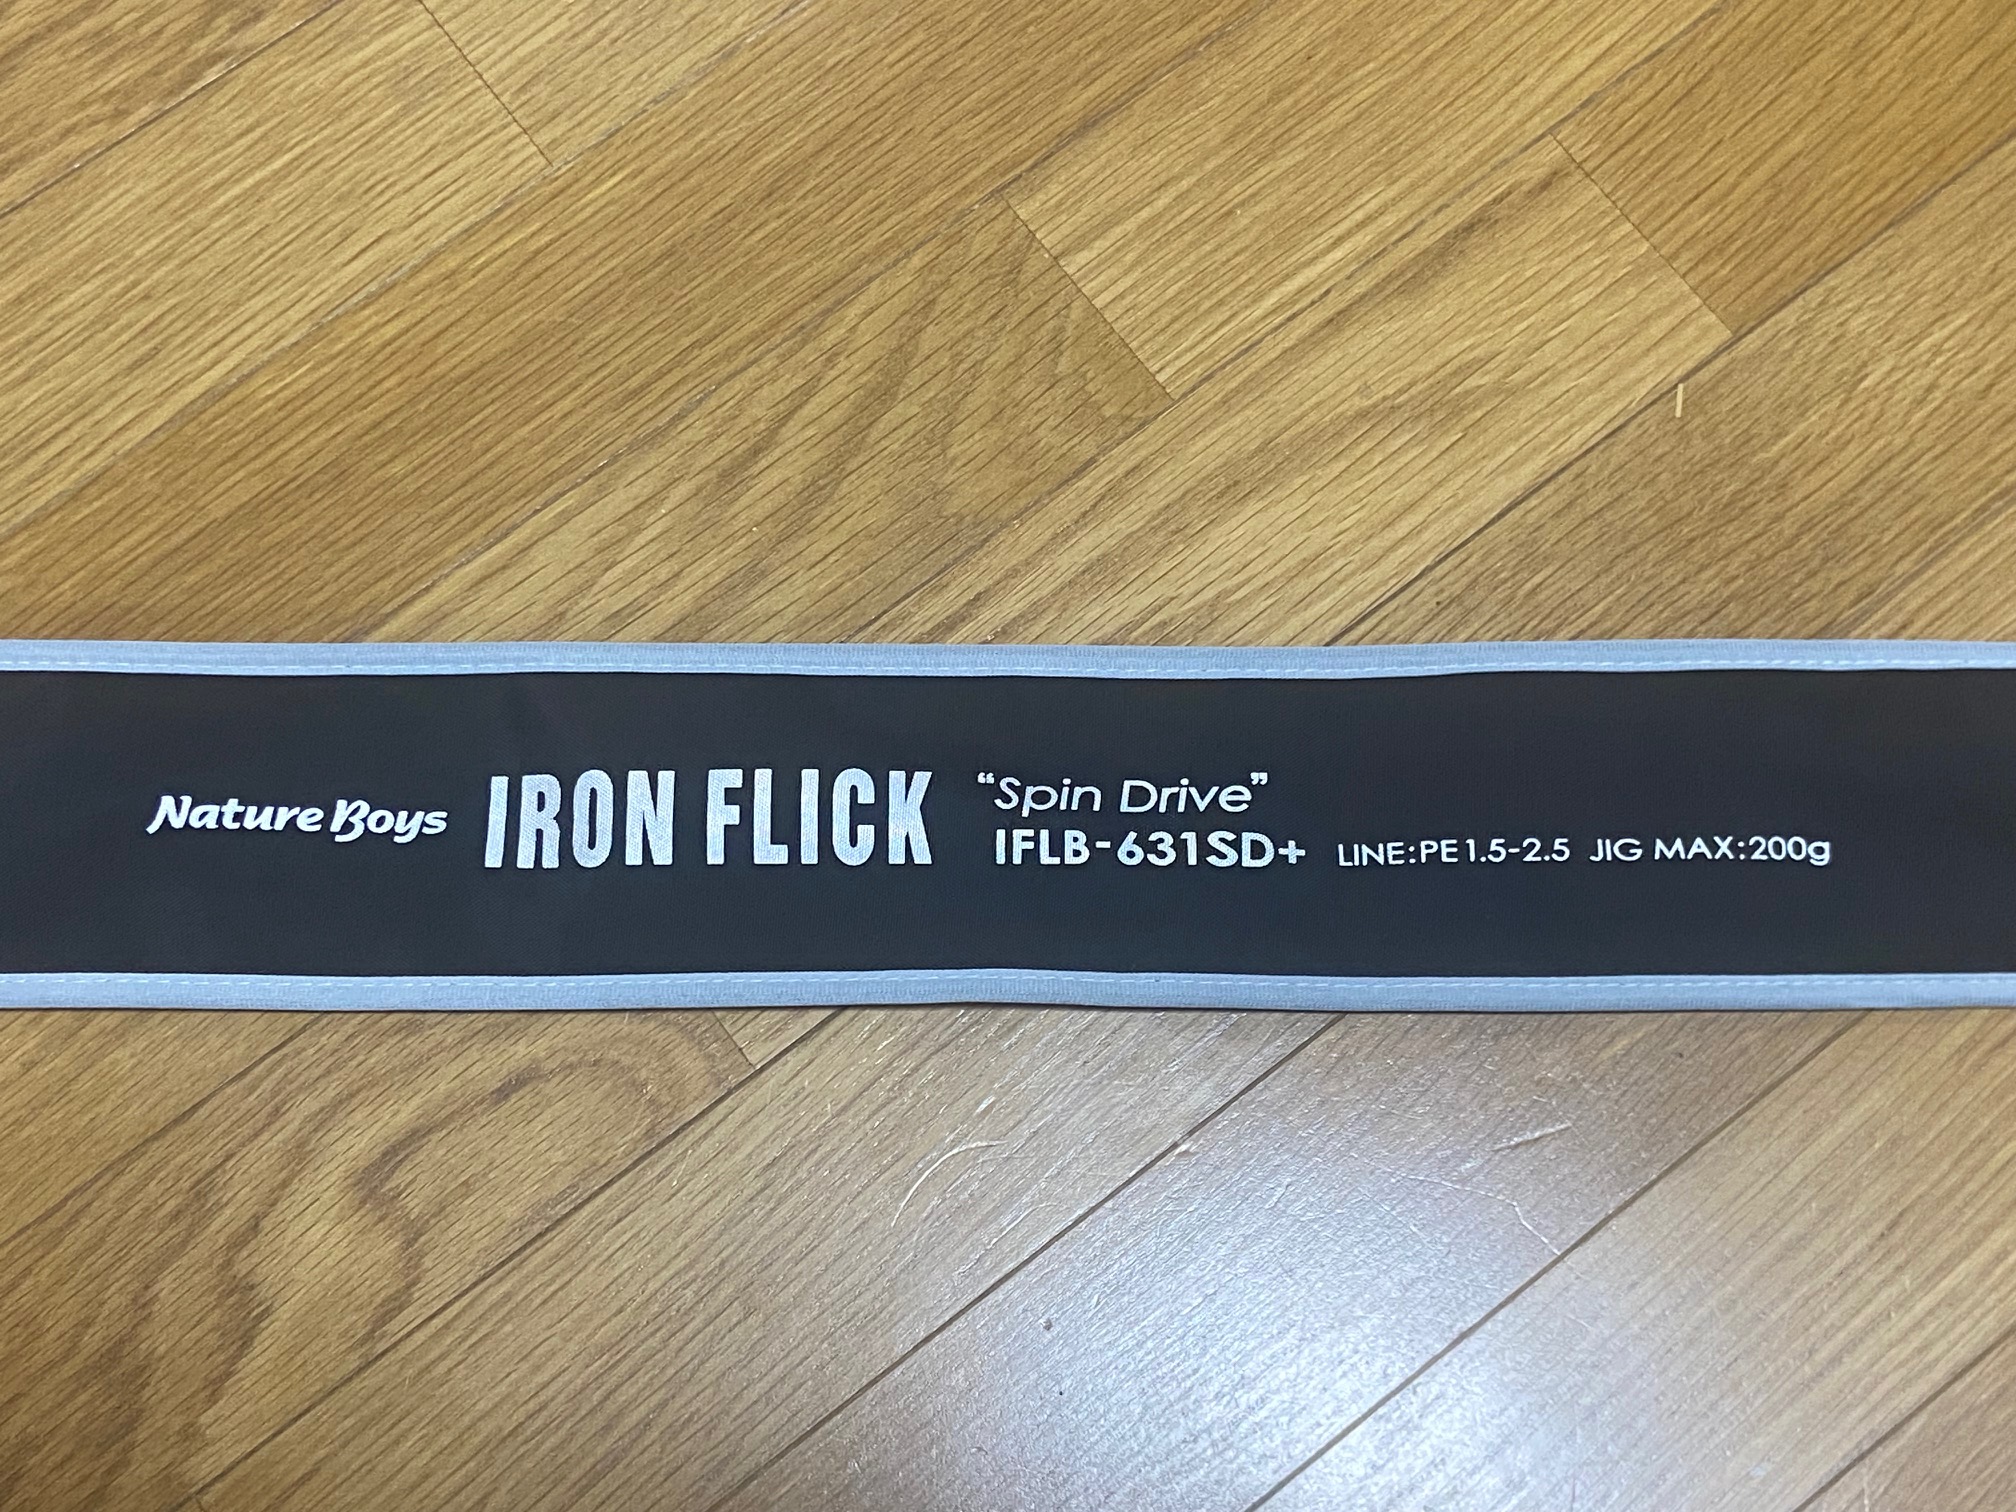 Nature Boys IRON FLICK “Spin Drive”
IFLB-631SD+ LINE:PE1.5-2.5 JIG MAX:200g